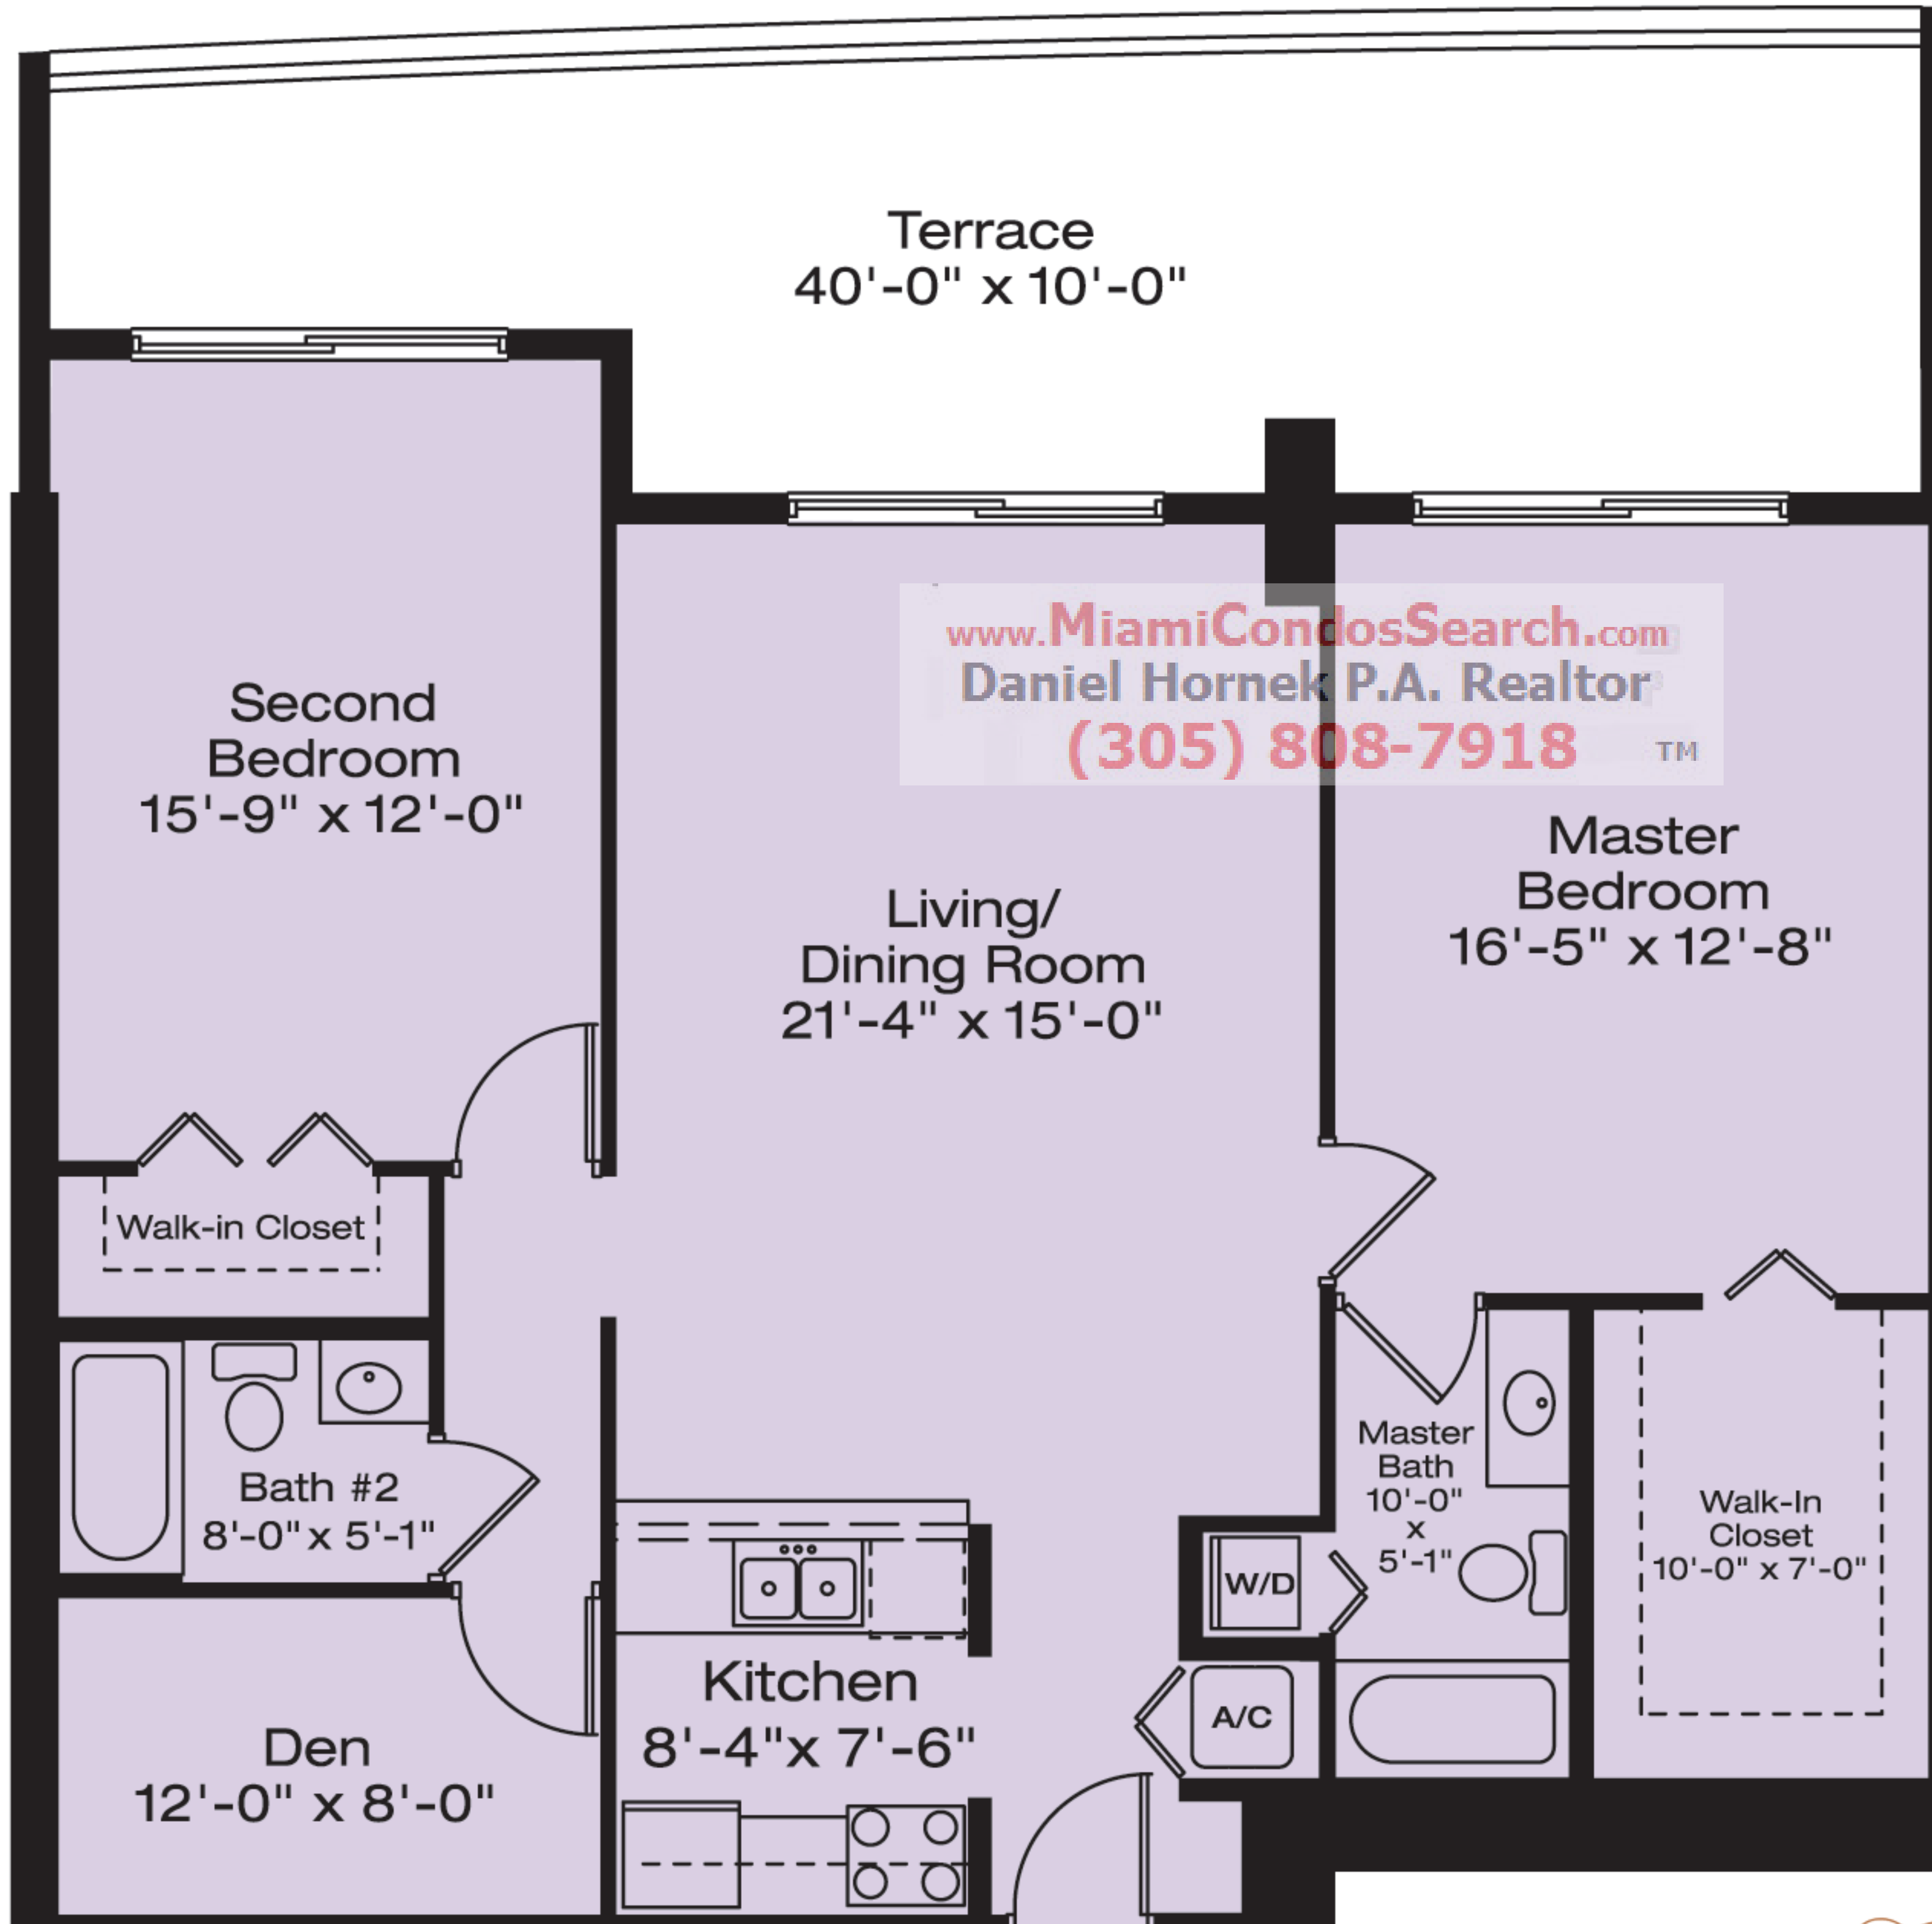 Terrace
40'-0" x 10'-0"
www.MiamiCondosSearch.com
Daniel Hornek P.A. Realtor
(305) 808-7918 TM
Second
Bedroom
15'-9" x 12'-0"
Master
Bedroom
16'-5" x 12'-8"
Living/
Dining Room
21'-4" x 15'-0"
Walk-in Closet
Bath #2
8'-0" x 5'-1"
Master
Bath
10'-0"
x
5'-1"
Walk-In
Closet
10'-0" x 7'-0"
W/D
Kitchen
8'-4"x 7'-6"
A/C
Den
12'-0" x 8'-0"